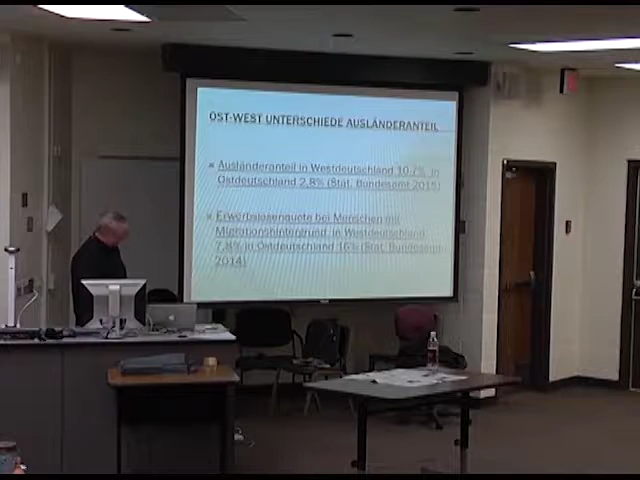 OST-WEST UNTERSCHIEDE AUSLÄNDERANTEIL
Ausländeranteil in Westdeutschland 10,7%, in
Ostdeutschland 2,8% (Stat. Bundesamt 2015)
Erwerbslosenquote bei Menschen mit
Migrationshintergrund, in Westdeutschland
7,8% in Ostdeutschland 16% (Stat. Bundesamt
2014)